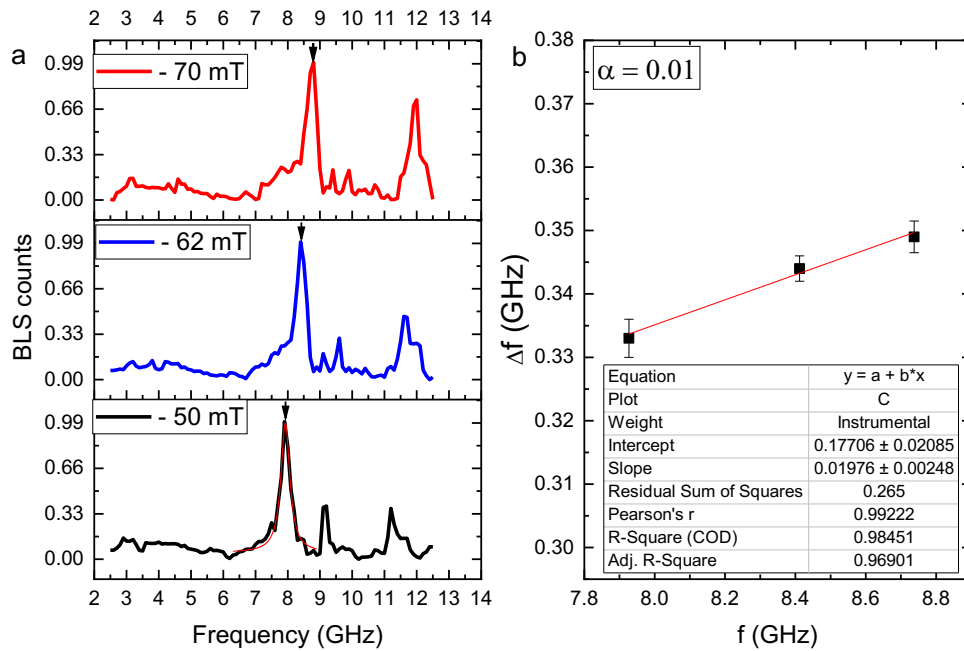 2 3 4 5 6 7 8 9 10 11 12 13 14
a
- 70 mT
0.99
0.66
0.33
0.00
- 62 mT
0.99
0.66
0.33
0.00
- 50 mT
0.99
0.66
0.33
0.00
BLS counts
2 3 4 5 6 7 8 9 10 11 12 13 14
Frequency (GHz)
b
α = 0.01
0.38
0.37
0.36
0.35
0.34
0.33
0.32
0.31
0.30
Δf (GHz)
Equation y = a + b*x
Plot C
Weight Instrumental
Intercept 0.17706 ± 0.02085
Slope 0.01976 ± 0.00248
Residual Sum of Squares 0.265
Pearson's r 0.99222
R-Square (COD) 0.98451
Adj. R-Square 0.96901
7.8 8.0 8.2 8.4 8.6 8.8
f (GHz)